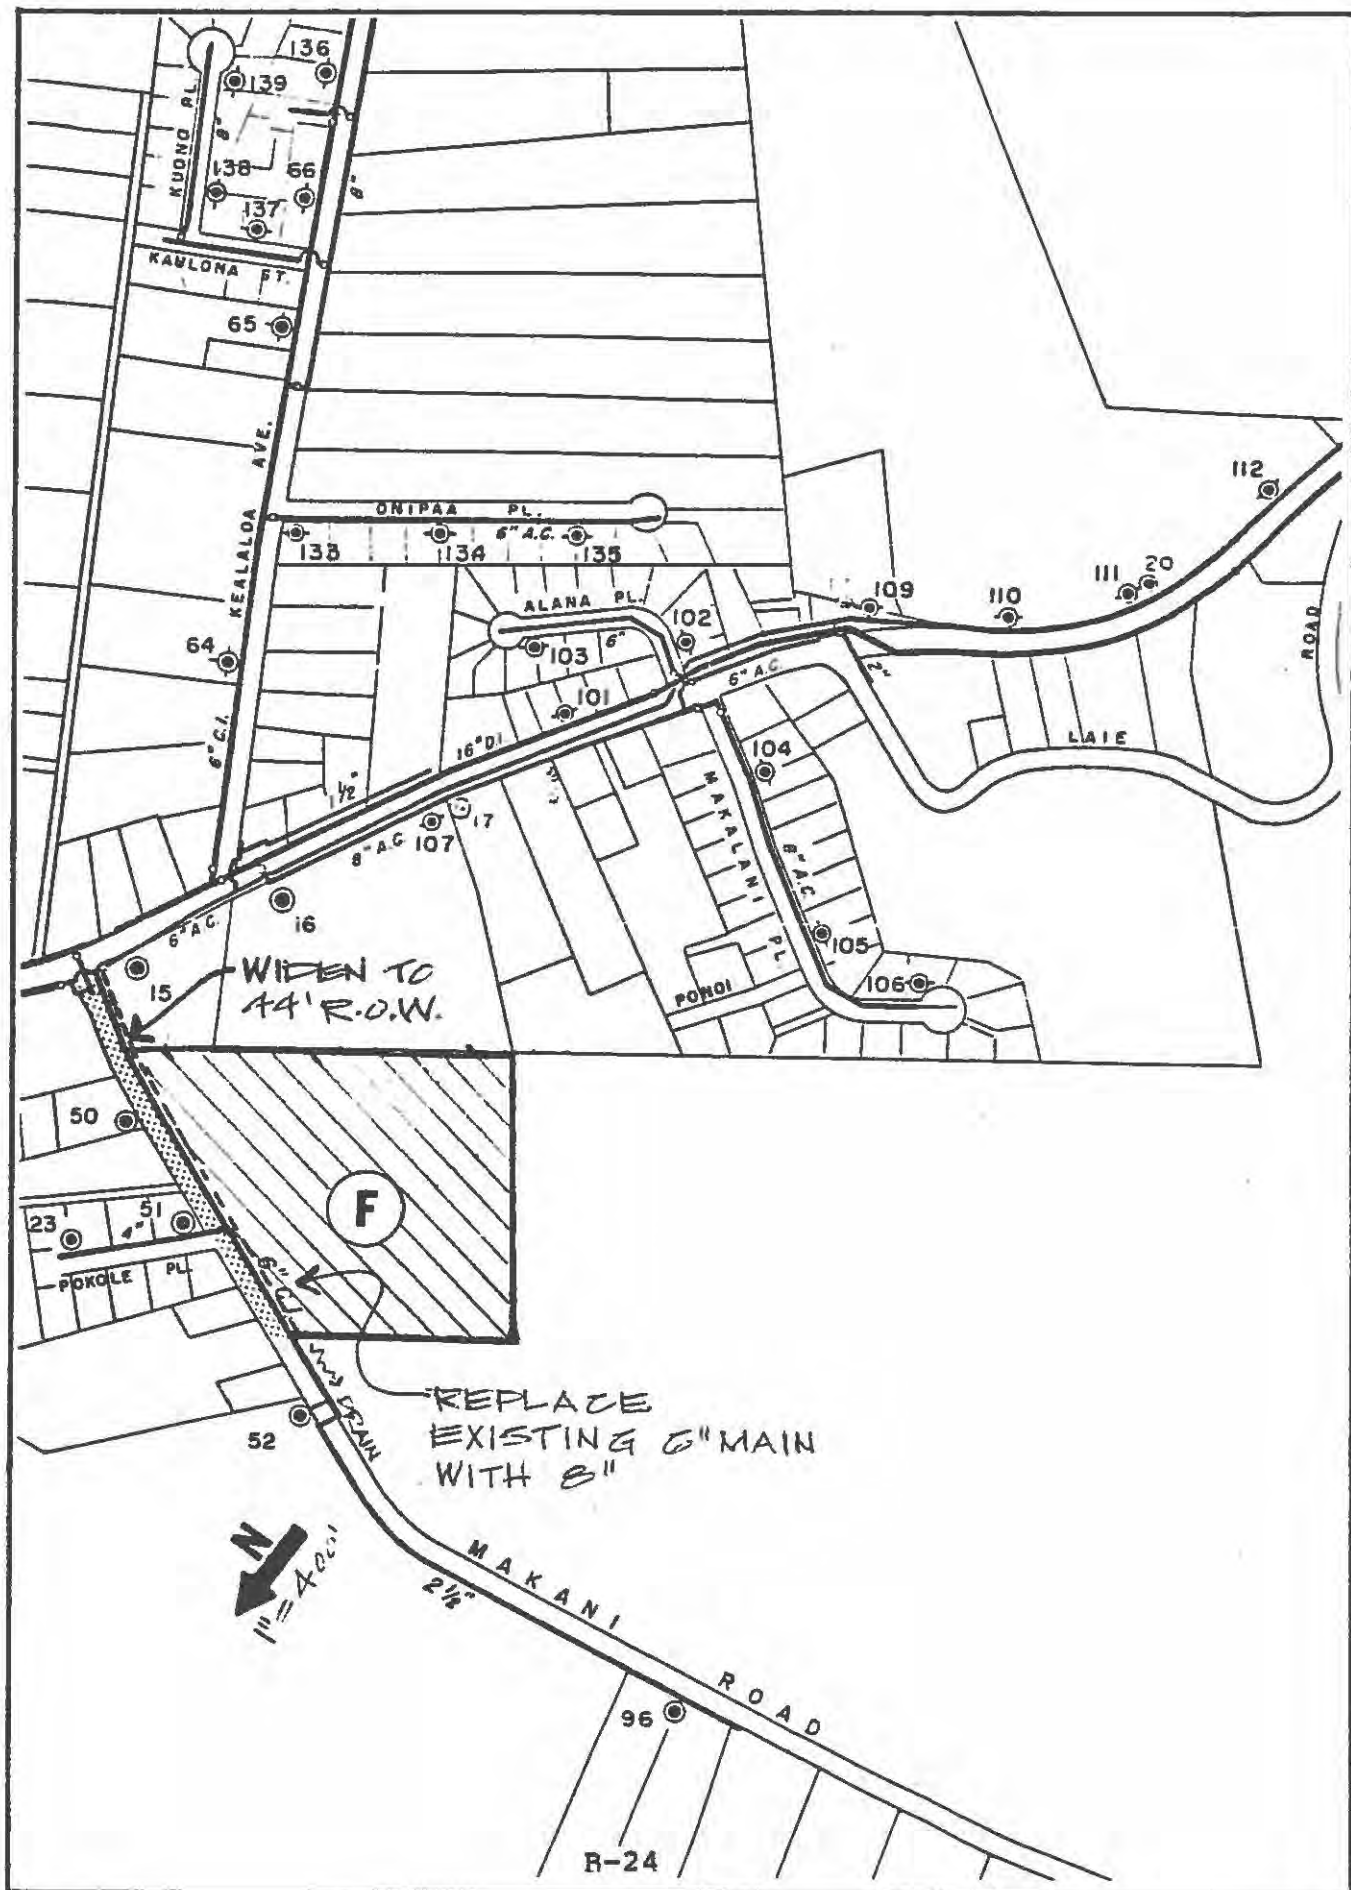 136
139
KUONO PL.
8"
138
66
8"
137
KAULONA ST.
65
KEALALOA AVE.
112
ONIPAA PL.
6" A.C.
133
134
135
111
20
109
110
ALANA PL.
6"
102
103
ROAD
64
6" A.C.
2"
101
16" D.I.
LAIE
6" C.I.
104
1½"
MAKALANI PL.
17
107
8" A.C.
8" A.C.
16
6" A.C.
105
15
WIDEN TO
44' R.O.W.
106
PONOI
50
F
23
51
4"
POKOLE PL.
6" C.I.
DRAIN
REPLACE
EXISTING 6" MAIN
WITH 8"
52
N
1"=400'
MAKANI ROAD
2½"
96
R-24